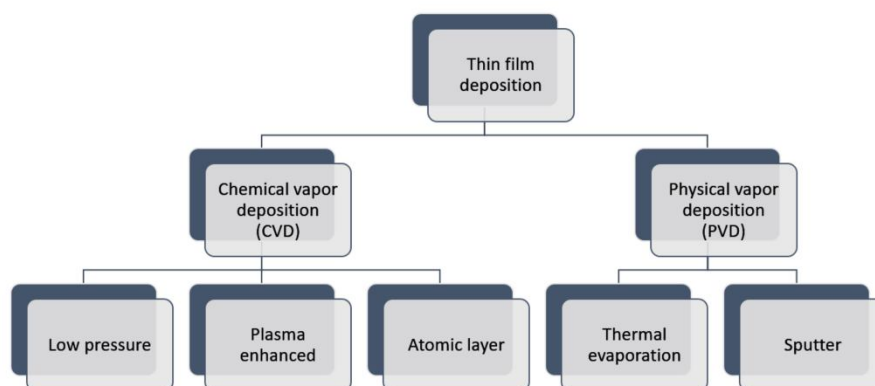 Thin film
deposition
Chemical vapor
deposition
(CVD)
Physical vapor
deposition
(PVD)
Low pressure
Plasma
enhanced
Atomic layer
Thermal
evaporation
Sputter